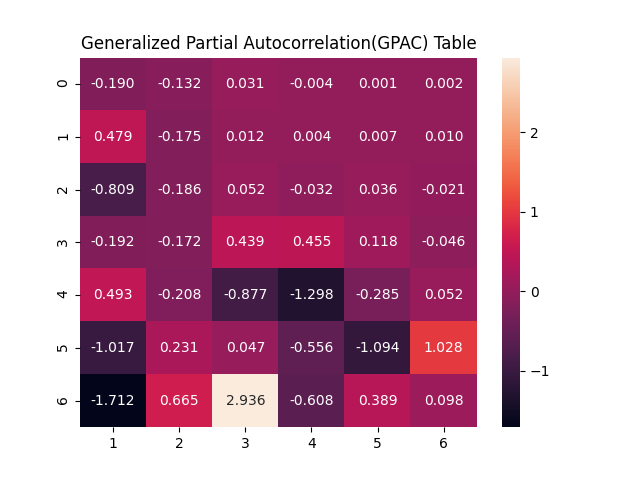 Generalized Partial Autocorrelation(GPAC) Table
0 -0.190 -0.132 0.031 -0.004 0.001 0.002
1 0.479 -0.175 0.012 0.004 0.007 0.010
2 -0.809 -0.186 0.052 -0.032 0.036 -0.021
3 -0.192 -0.172 0.439 0.455 0.118 -0.046
4 0.493 -0.208 -0.877 -1.298 -0.285 0.052
5 -1.017 0.231 0.047 -0.556 -1.094 1.028
6 -1.712 0.665 2.936 -0.608 0.389 0.098
1 2 3 4 5 6
2
1
0
−1